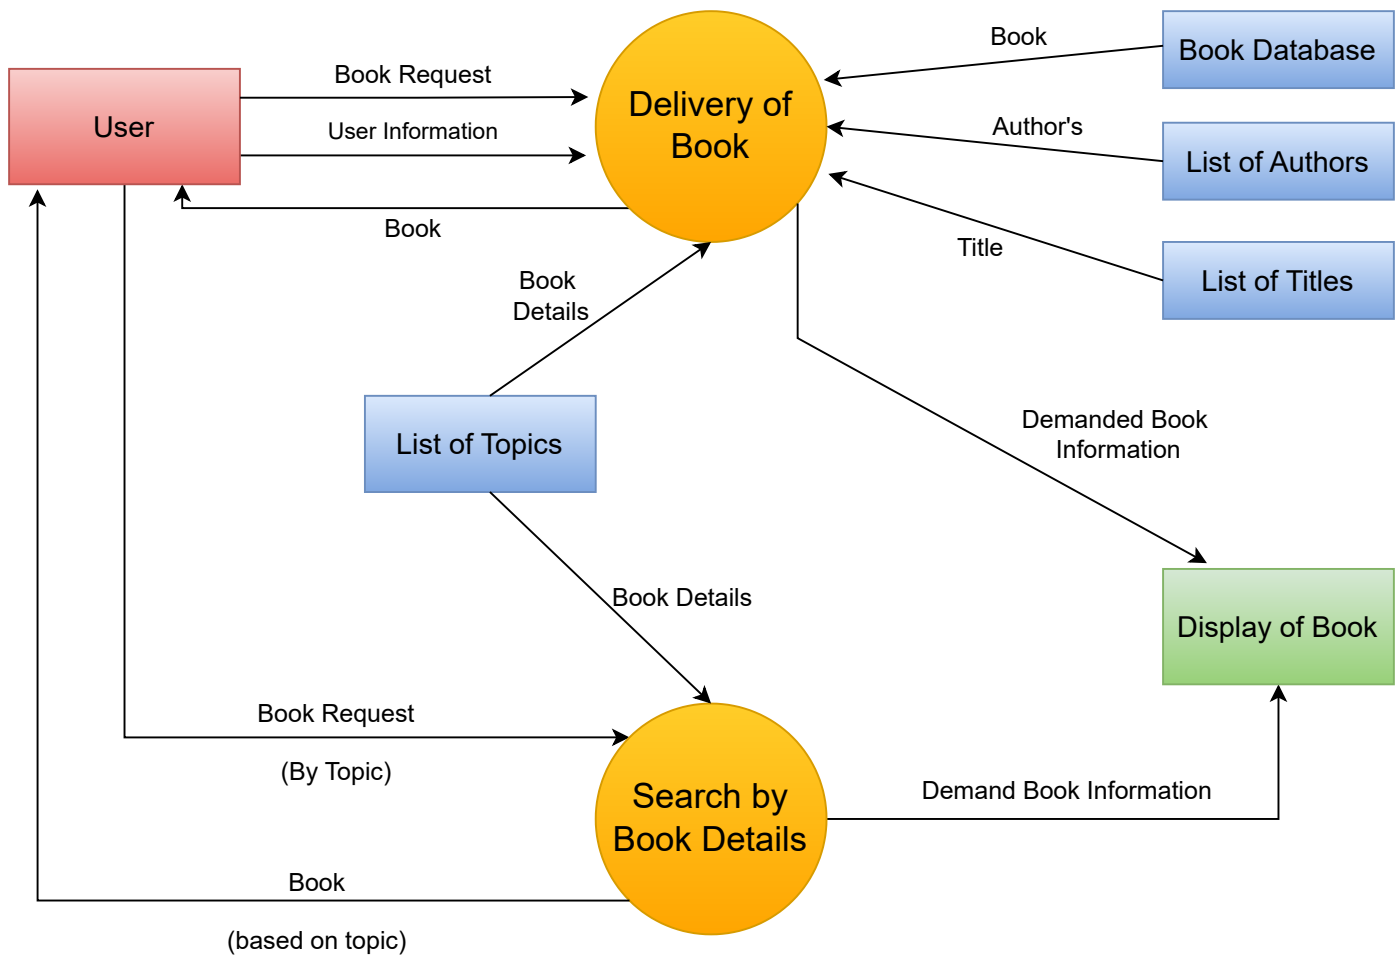 Book
Book Database
Book Request
User
User Information
Delivery of
Book
Author's
List of Authors
Book
Title
List of Titles
Book
Details
List of Topics
Demanded Book
Information
Book Details
Display of Book
Book Request
(By Topic)
Search by
Book Details
Demand Book Information
Book
(based on topic)